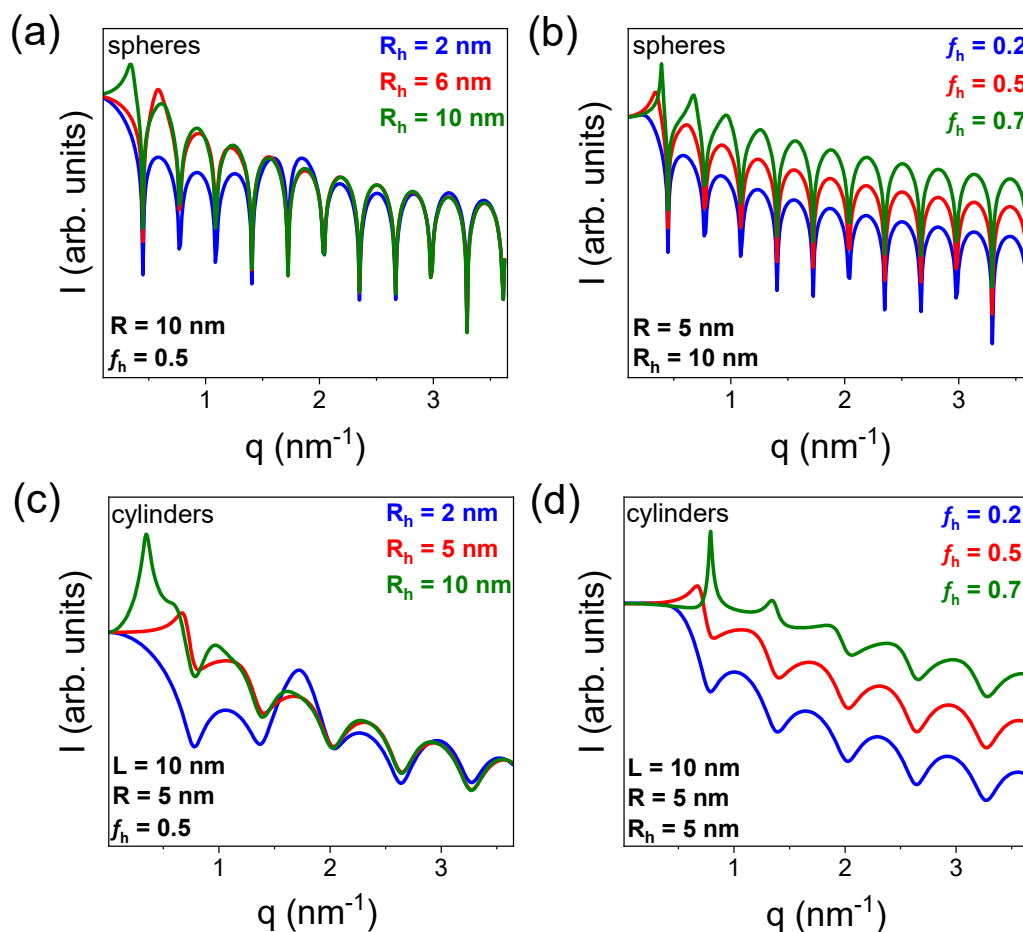 (a)
spheres
R_h = 2 nm
R_h = 6 nm
R_h = 10 nm
I (arb. units)
R = 10 nm
f_h = 0.5
1
2
3
q (nm⁻¹)
(b)
spheres
f_h = 0.2
f_h = 0.5
f_h = 0.7
I (arb. units)
R = 5 nm
R_h = 10 nm
1
2
3
q (nm⁻¹)
(c)
cylinders
R_h = 2 nm
R_h = 5 nm
R_h = 10 nm
I (arb. units)
L = 10 nm
R = 5 nm
f_h = 0.5
1
2
3
q (nm⁻¹)
(d)
cylinders
f_h = 0.2
f_h = 0.5
f_h = 0.7
I (arb. units)
L = 10 nm
R = 5 nm
R_h = 5 nm
1
2
3
q (nm⁻¹)